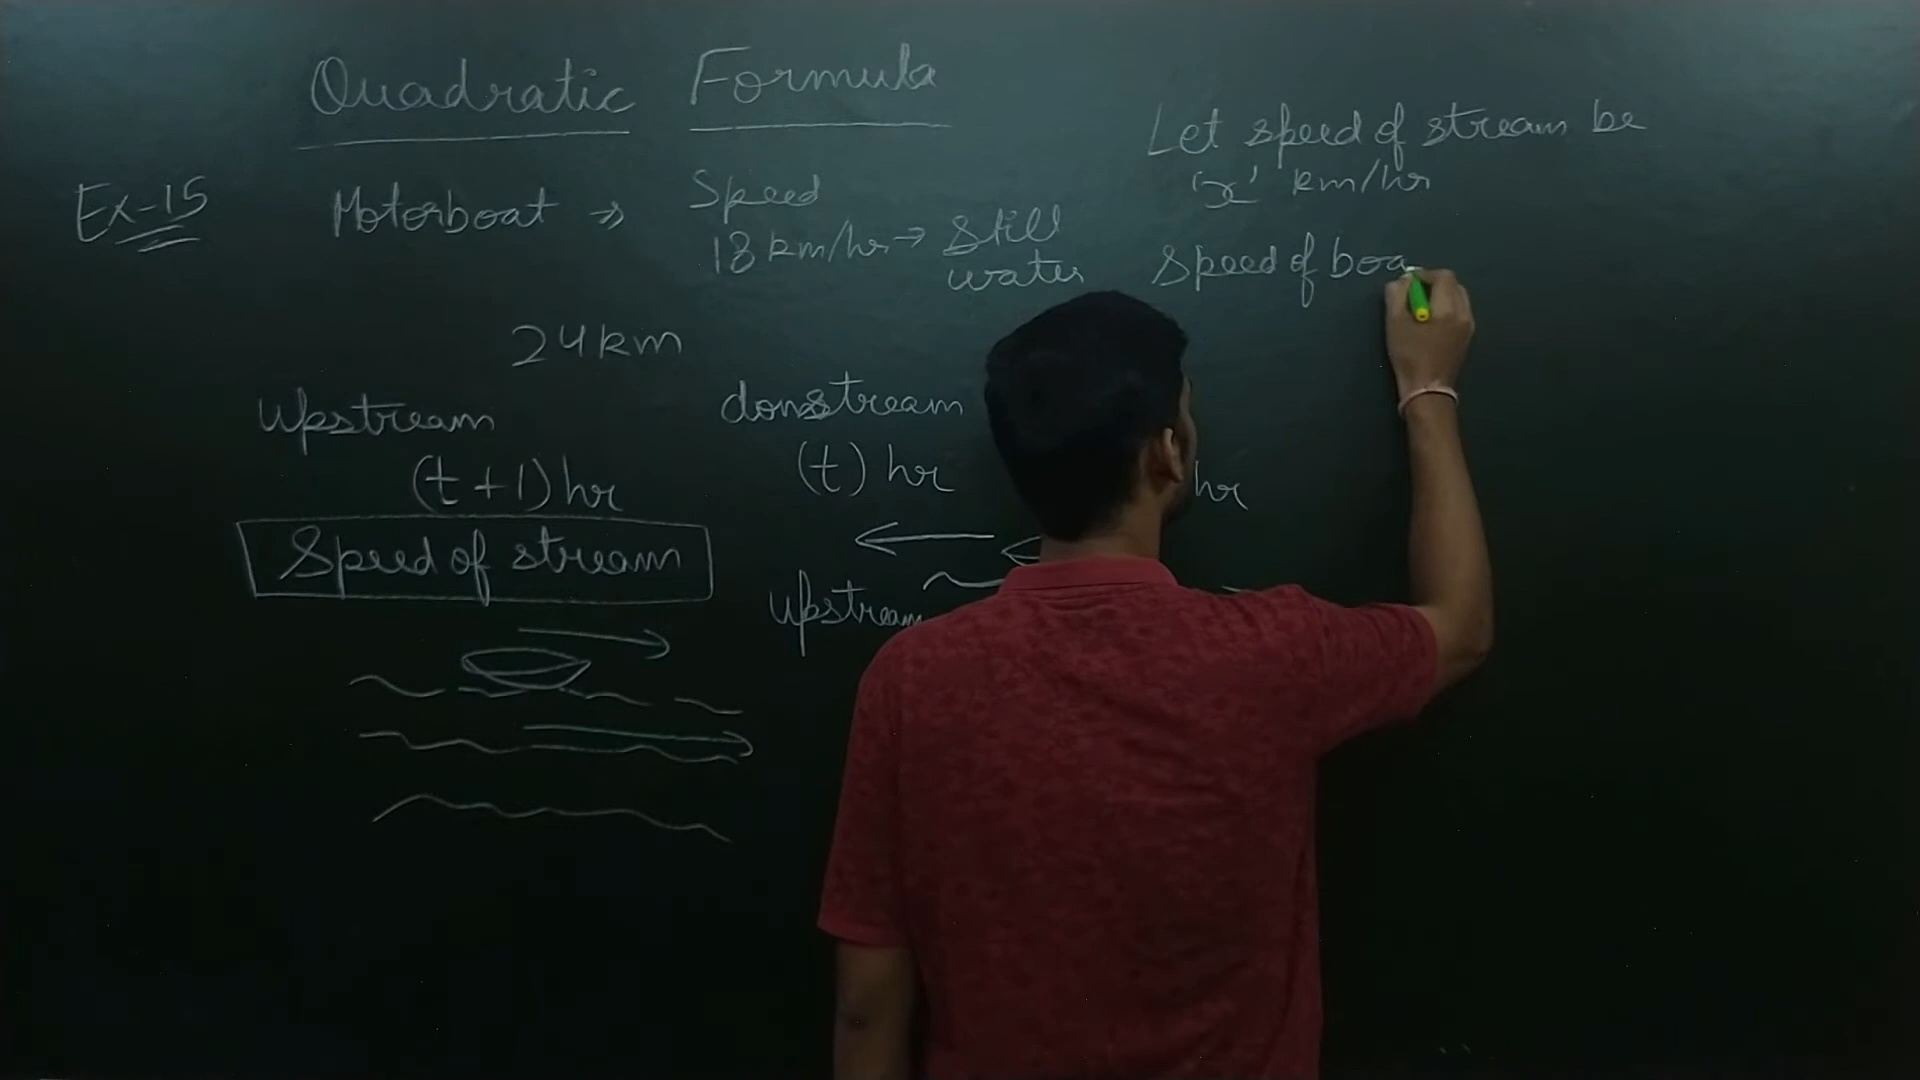 Quadratic Formula
Ex-15
Motorboat →
Speed
18 km/hr → still
water
24 km
Upstream
(t+1) hr
donstream
(t) hr
Speed of stream
Upstream
hr
Let speed of stream be
'x' km/hr
Speed of boa